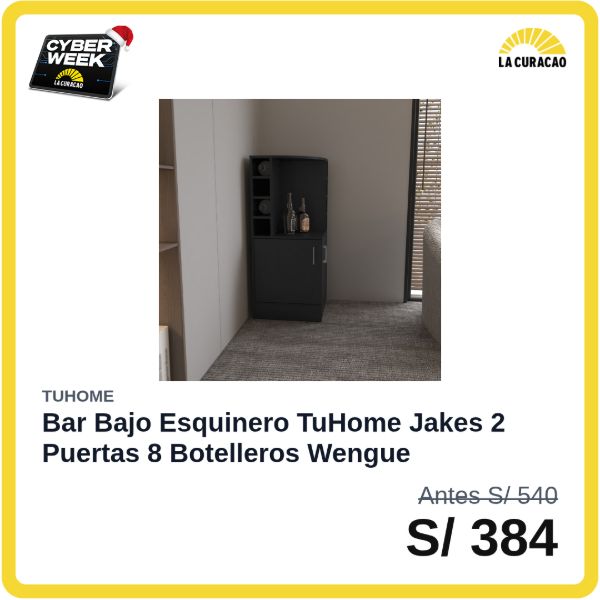 CYBER
WEEK
LA CURACAO
LA CURACAO
TUHOME
Bar Bajo Esquinero TuHome Jakes 2
Puertas 8 Botelleros Wengue
Antes S/ 540
S/ 384